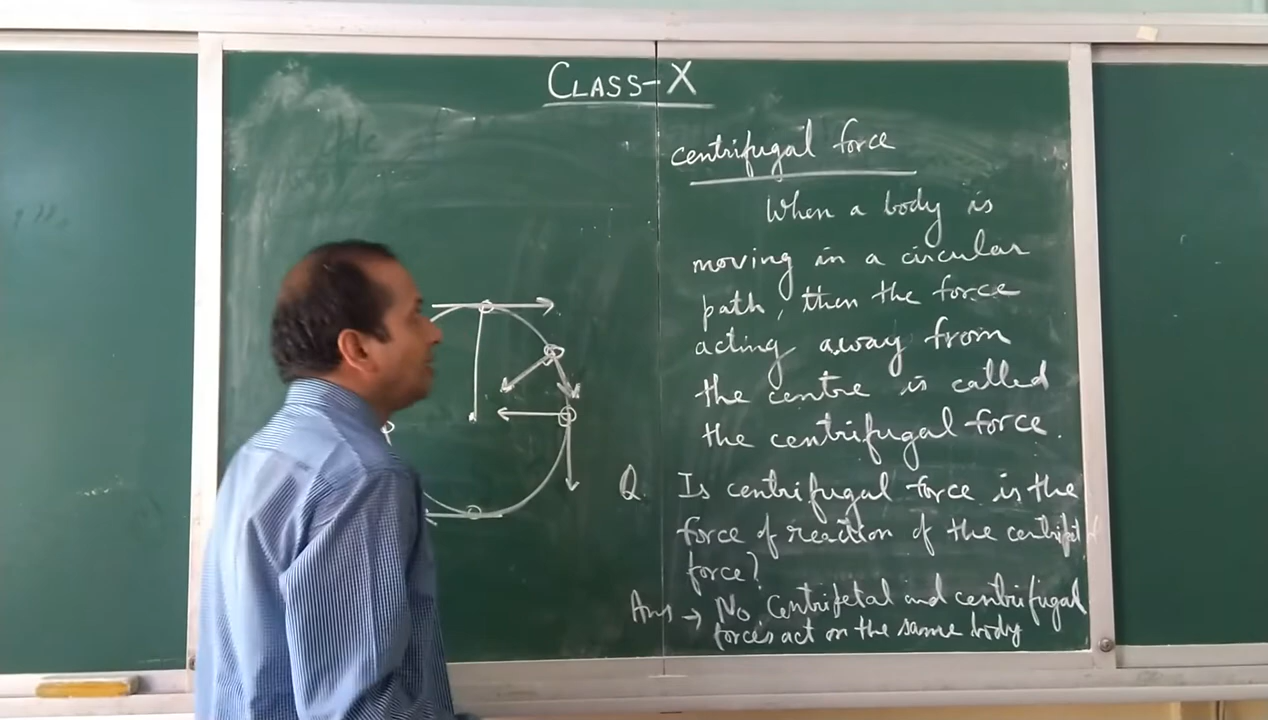 CLASS-X
centrifugal force
When a body is
moving in a circular
path, then the force
acting away from
the centre is called
the centrifugal force.
Q. Is centrifugal force is the
force of reaction of the
force?
Ans → No, Centrifetal and centrifugal
forces act on the same body